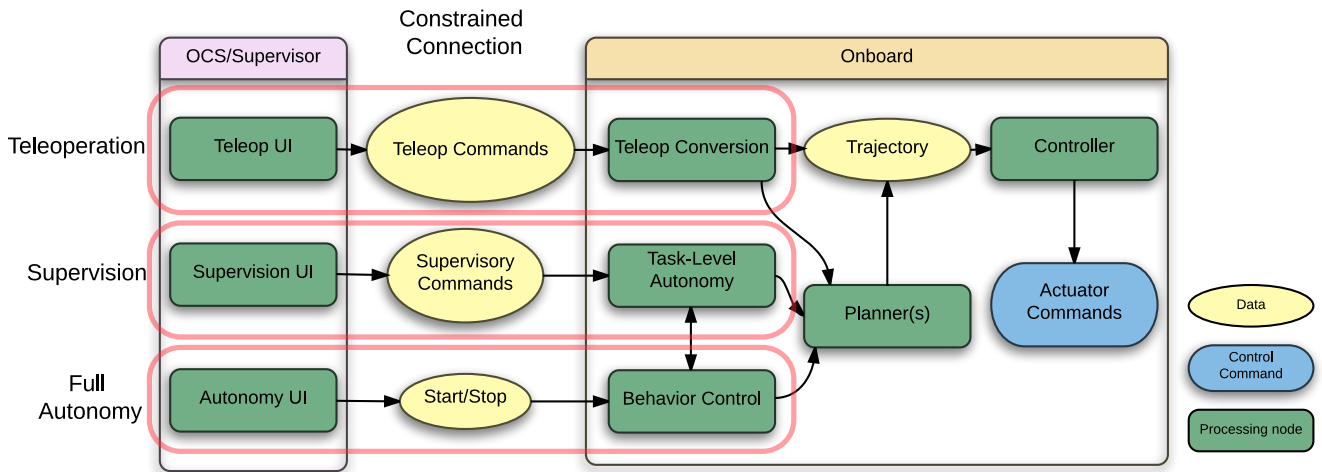 Constrained
Connection
OCS/Supervisor
Onboard
Teleoperation
Teleop UI
Teleop Commands
Teleop Conversion
Trajectory
Controller
Supervision
Supervision UI
Supervisory
Commands
Task-Level
Autonomy
Planner(s)
Actuator
Commands
Full
Autonomy
Autonomy UI
Start/Stop
Behavior Control
Data
Control
Command
Processing node